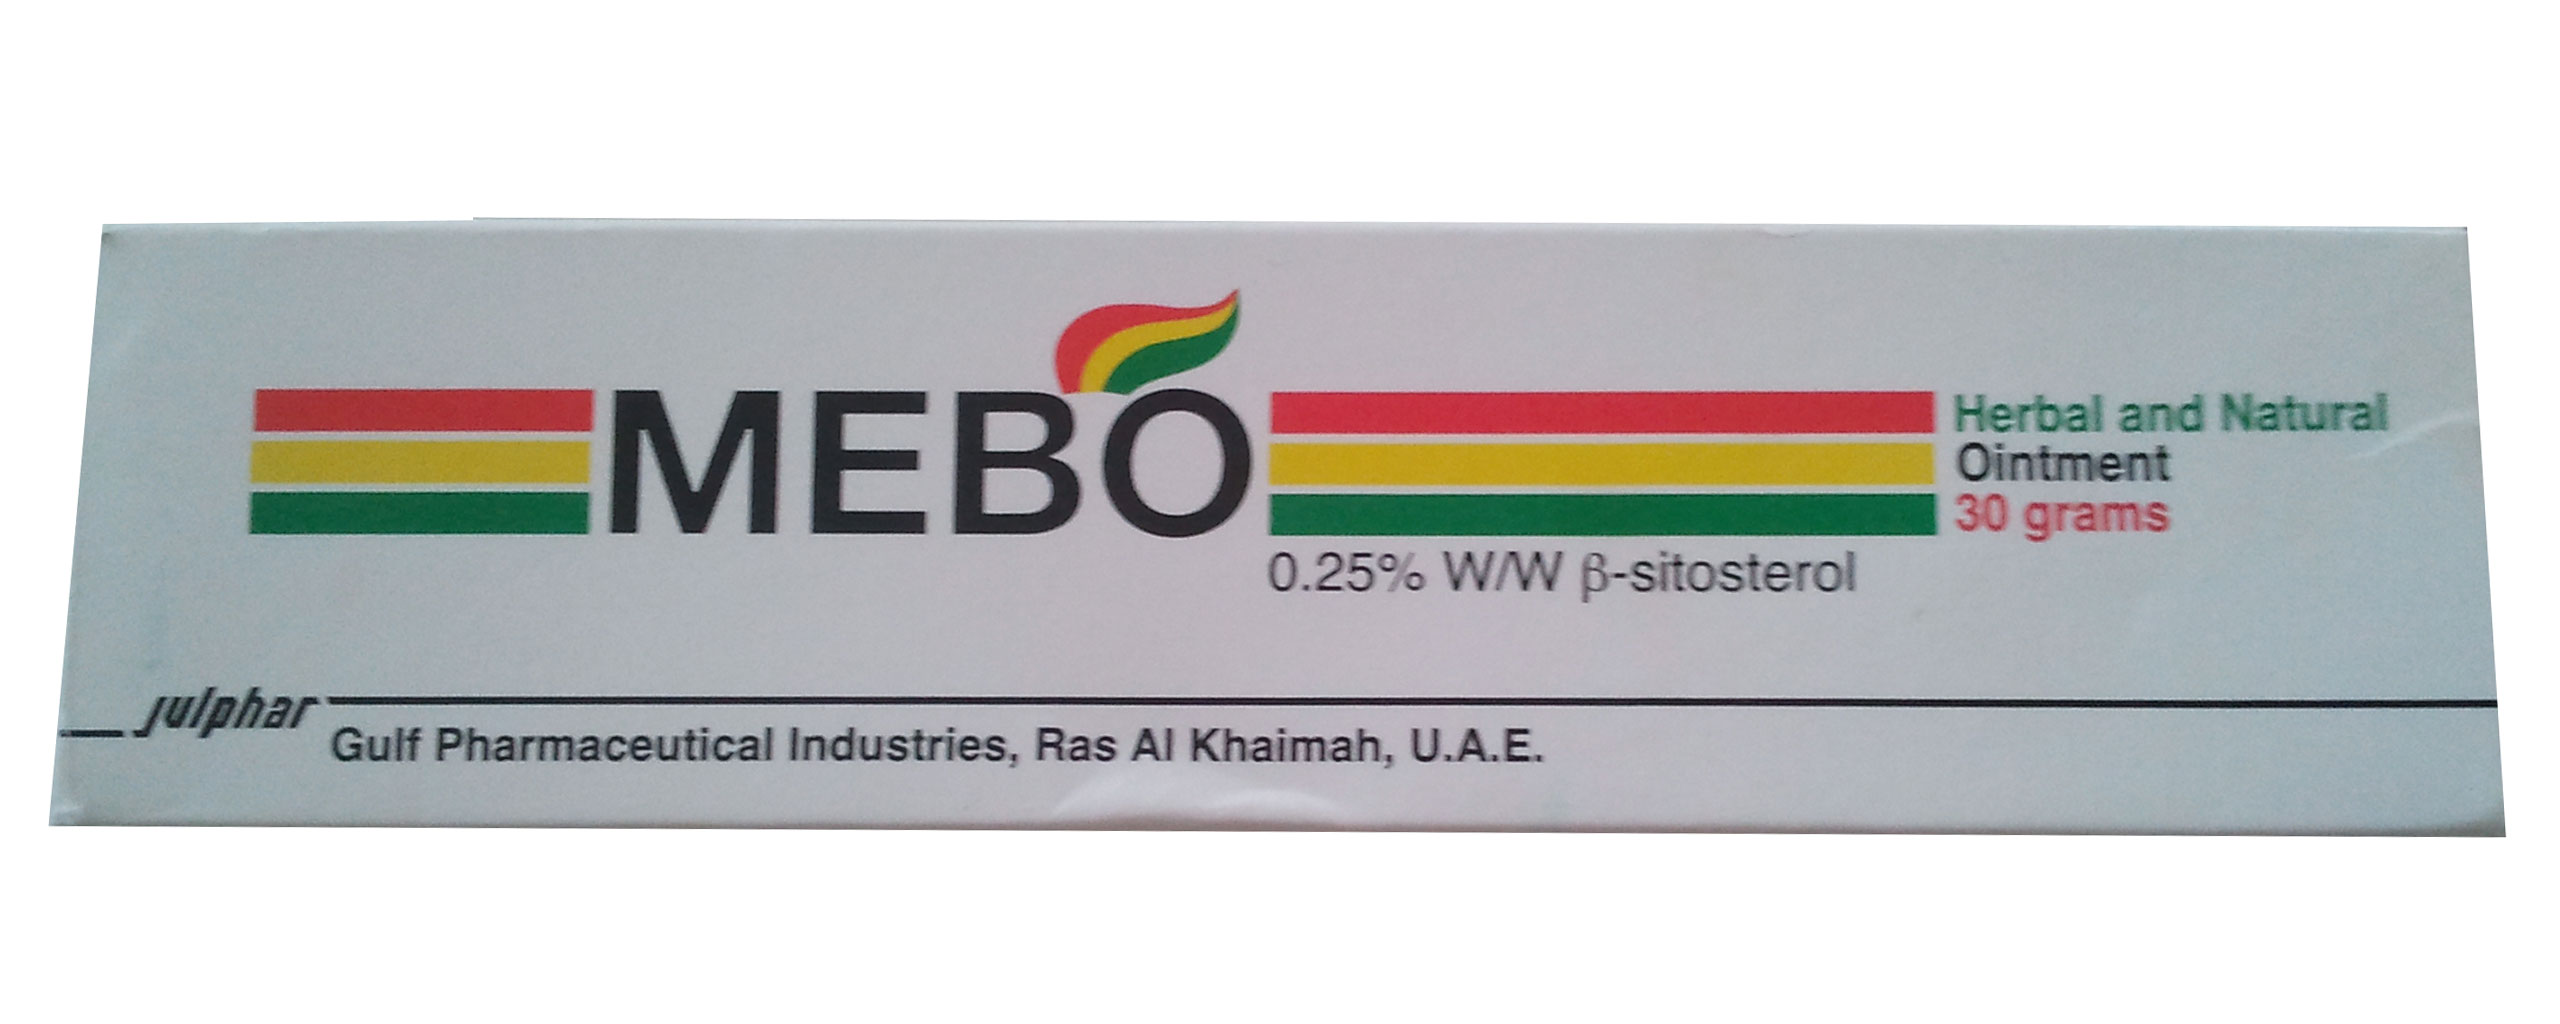 MEBO
Herbal and Natural
Ointment
30 grams
0.25% W/W β-sitosterol
julphar
Gulf Pharmaceutical Industries, Ras Al Khaimah, U.A.E.